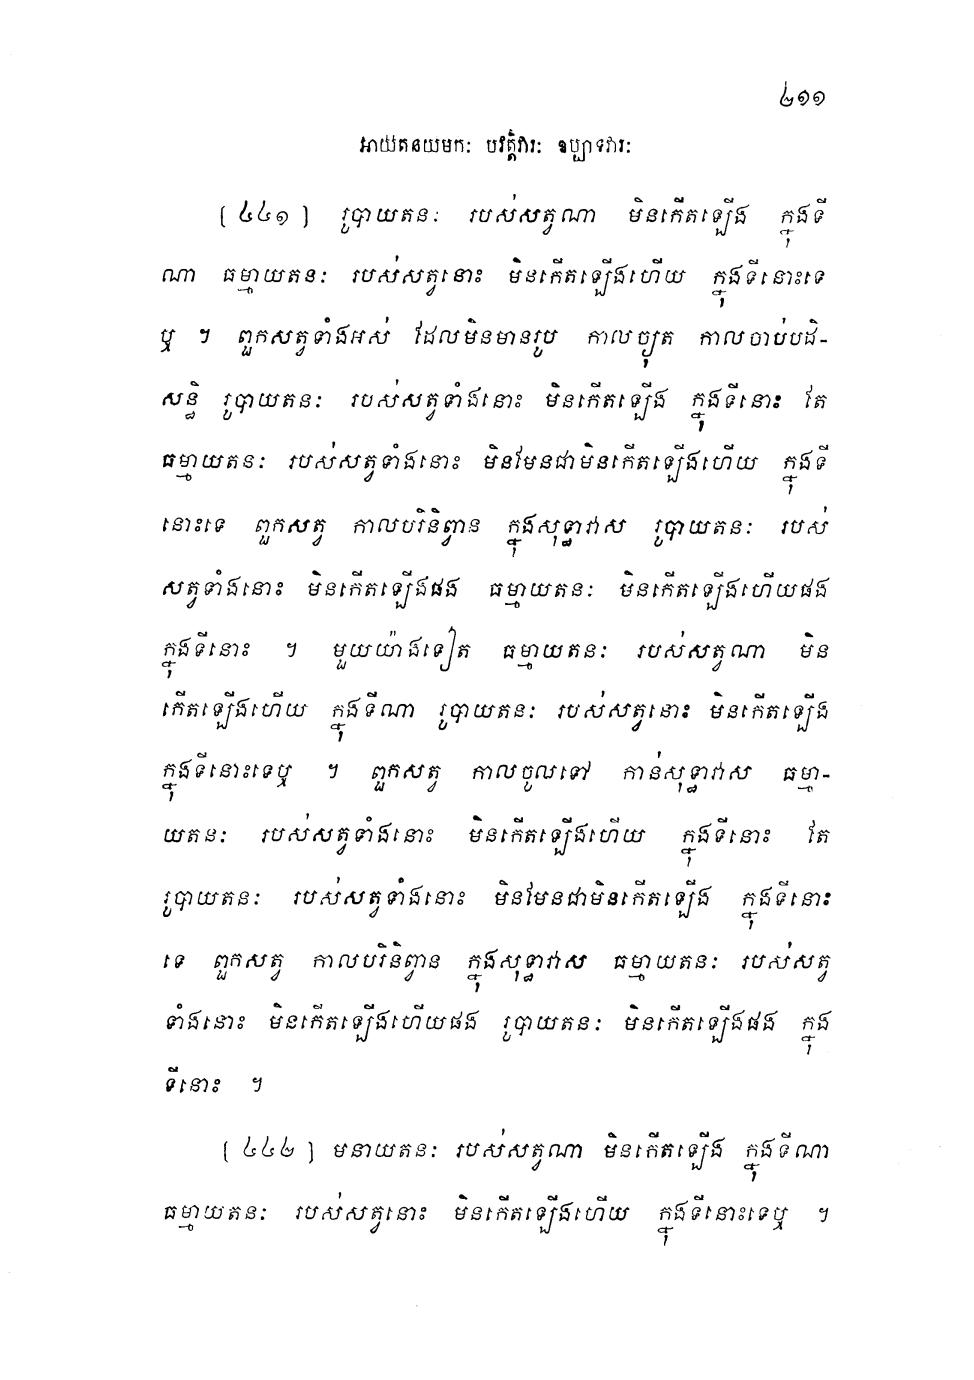 ៤១១
អាយតនយមកៈ បវត្តិវារៈ ឧប្បាទវារៈ
[ ៤៤១ ] រូបាយតនៈ របស់សត្វណា មិនកើតឡើង ក្នុងទី
ណា ធម្មាយតនៈ របស់សត្វនោះ មិនកើតឡើងហើយ ក្នុងទីនោះទេ
ឬ ។ ពួកសត្វទាំងអស់ ដែលមិនមានរូប កាលច្យុត កាលចាប់បដិ-
សន្ធិ រូបាយតនៈ របស់សត្វទាំងនោះ មិនកើតឡើង ក្នុងទីនោះ តែ
ធម្មាយតនៈ របស់សត្វទាំងនោះ មិនមែនជាមិនកើតឡើងហើយ ក្នុងទី
នោះទេ ពួកសត្វ កាលបរិនិព្វាន ក្នុងសុទ្ធាវាស រូបាយតនៈ របស់
សត្វទាំងនោះ មិនកើតឡើងផង ធម្មាយតនៈ មិនកើតឡើងហើយផង
ក្នុងទីនោះ ។ មួយយ៉ាងទៀត ធម្មាយតនៈ របស់សត្វណា មិន
កើតឡើងហើយ ក្នុងទីណា រូបាយតនៈ របស់សត្វនោះ មិនកើតឡើង
ក្នុងទីនោះទេឬ ។ ពួកសត្វ កាលចូលទៅ កាន់សុទ្ធាវាស ធម្មា-
យតនៈ របស់សត្វទាំងនោះ មិនកើតឡើងហើយ ក្នុងទីនោះ តែ
រូបាយតនៈ របស់សត្វទាំងនោះ មិនមែនជាមិនកើតឡើង ក្នុងទីនោះ
ទេ ពួកសត្វ កាលបរិនិព្វាន ក្នុងសុទ្ធាវាស ធម្មាយតនៈ របស់សត្វ
ទាំងនោះ មិនកើតឡើងហើយផង រូបាយតនៈ មិនកើតឡើងផង ក្នុង
ទីនោះ ។
[ ៤៤២ ] មនាយតនៈ របស់សត្វណា មិនកើតឡើង ក្នុងទីណា
ធម្មាយតនៈ របស់សត្វនោះ មិនកើតឡើងហើយ ក្នុងទីនោះទេឬ ។